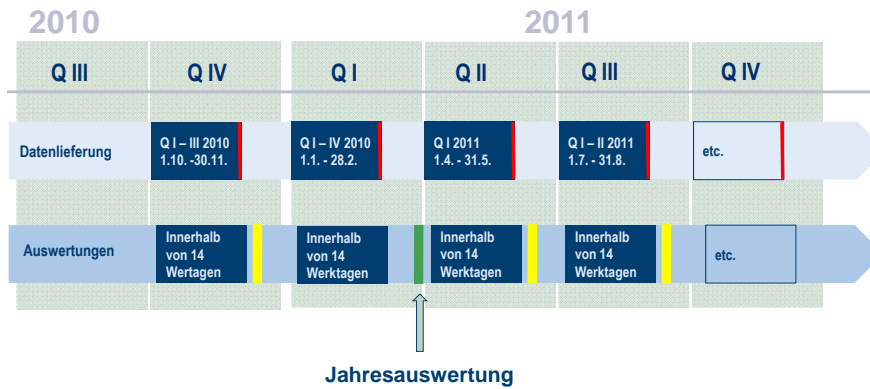 2010
2011
Q III
Q IV
Q I
Q II
Q III
Q IV
Datenlieferung
Q I – III 2010
1.10. -30.11.
Q I – IV 2010
1.1. - 28.2.
Q I 2011
1.4. - 31.5.
Q I – II 2011
1.7. - 31.8.
etc.
Auswertungen
Innerhalb
von 14
Wertagen
Innerhalb
von 14
Werktagen
Innerhalb
von 14
Werktagen
Innerhalb
von 14
Werktagen
etc.
Jahresauswertung